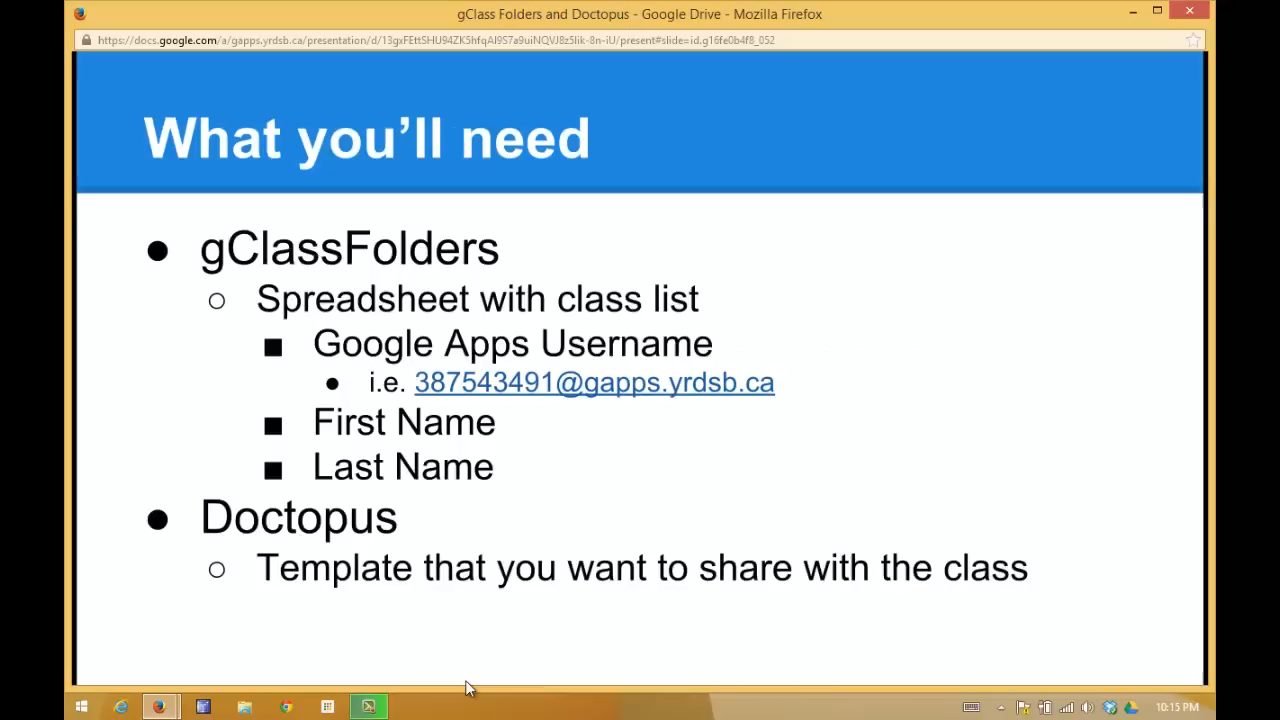 gClass Folders and Doctopus - Google Drive - Mozilla Firefox
What you'll need
gClassFolders
Spreadsheet with class list
Google Apps Username
i.e. 387543491@gapps.yrdsb.ca
First Name
Last Name
Doctopus
Template that you want to share with the class
10:15 PM